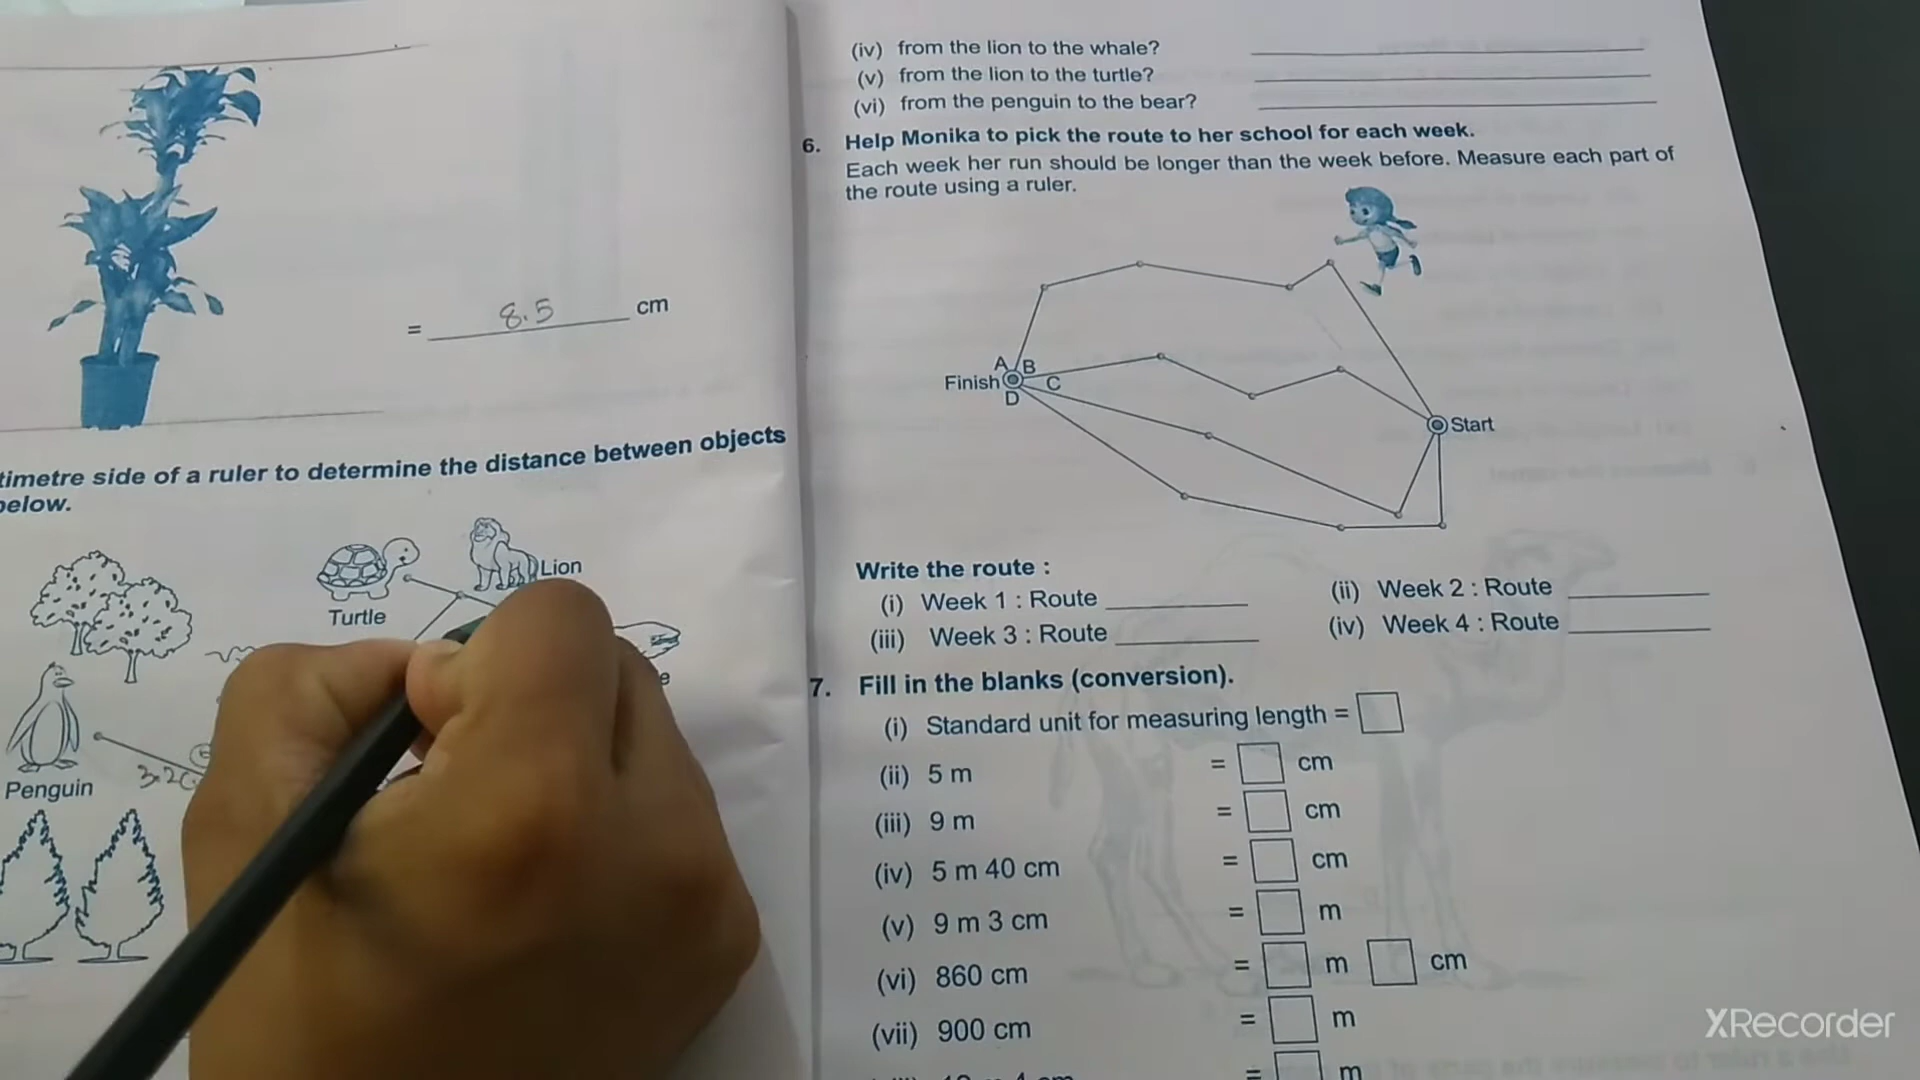 = 8.5 cm
timetre side of a ruler to determine the distance between objects
below.
Turtle
Lion
Penguin
(iv) from the lion to the whale?
(v) from the lion to the turtle?
(vi) from the penguin to the bear?
6. Help Monika to pick the route to her school for each week.
Each week her run should be longer than the week before. Measure each part of
the route using a ruler.
A B
Finish C
D
Start
Write the route :
(i) Week 1 : Route
(ii) Week 2 : Route
(iii) Week 3 : Route
(iv) Week 4 : Route
7. Fill in the blanks (conversion).
(i) Standard unit for measuring length =
(ii) 5 m = cm
(iii) 9 m = cm
(iv) 5 m 40 cm = cm
(v) 9 m 3 cm = m
(vi) 860 cm = m cm
(vii) 900 cm = m
= m
XRecorder